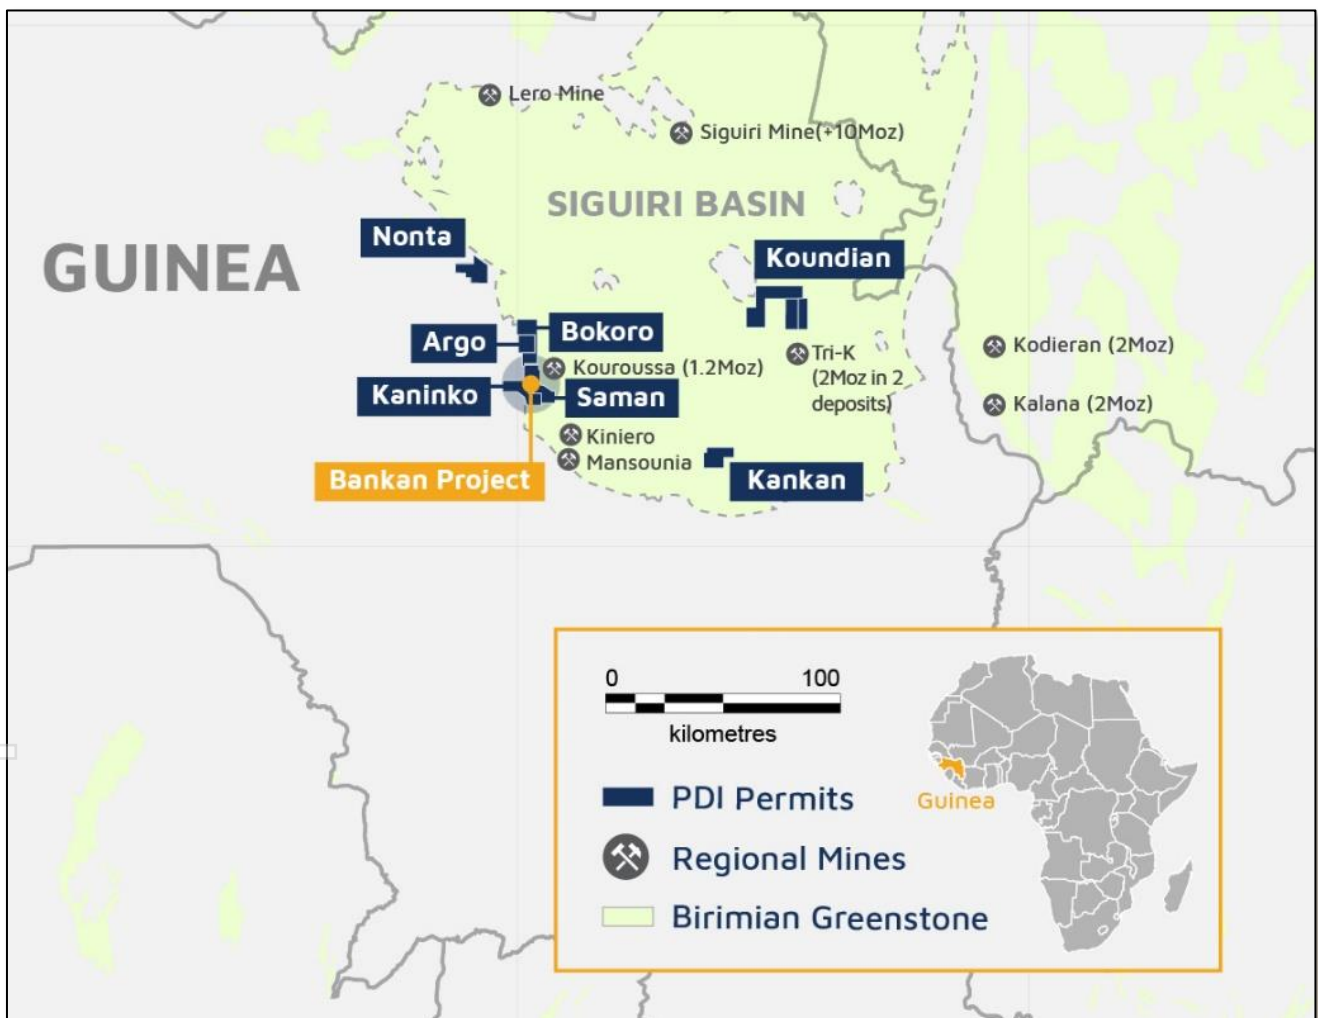 Lero Mine
Siguiri Mine(+10Moz)
SIGUIRI BASIN
Nonta
GUINEA
Koundian
Bokoro
Argo
Kouroussa (1.2Moz)
Tri-K
(2Moz in 2
deposits)
Kodieran (2Moz)
Kaninko
Saman
Kalana (2Moz)
Kiniero
Mansounia
Bankan Project
Kankan
0 100
kilometres
PDI Permits
Regional Mines
Birimian Greenstone
Guinea